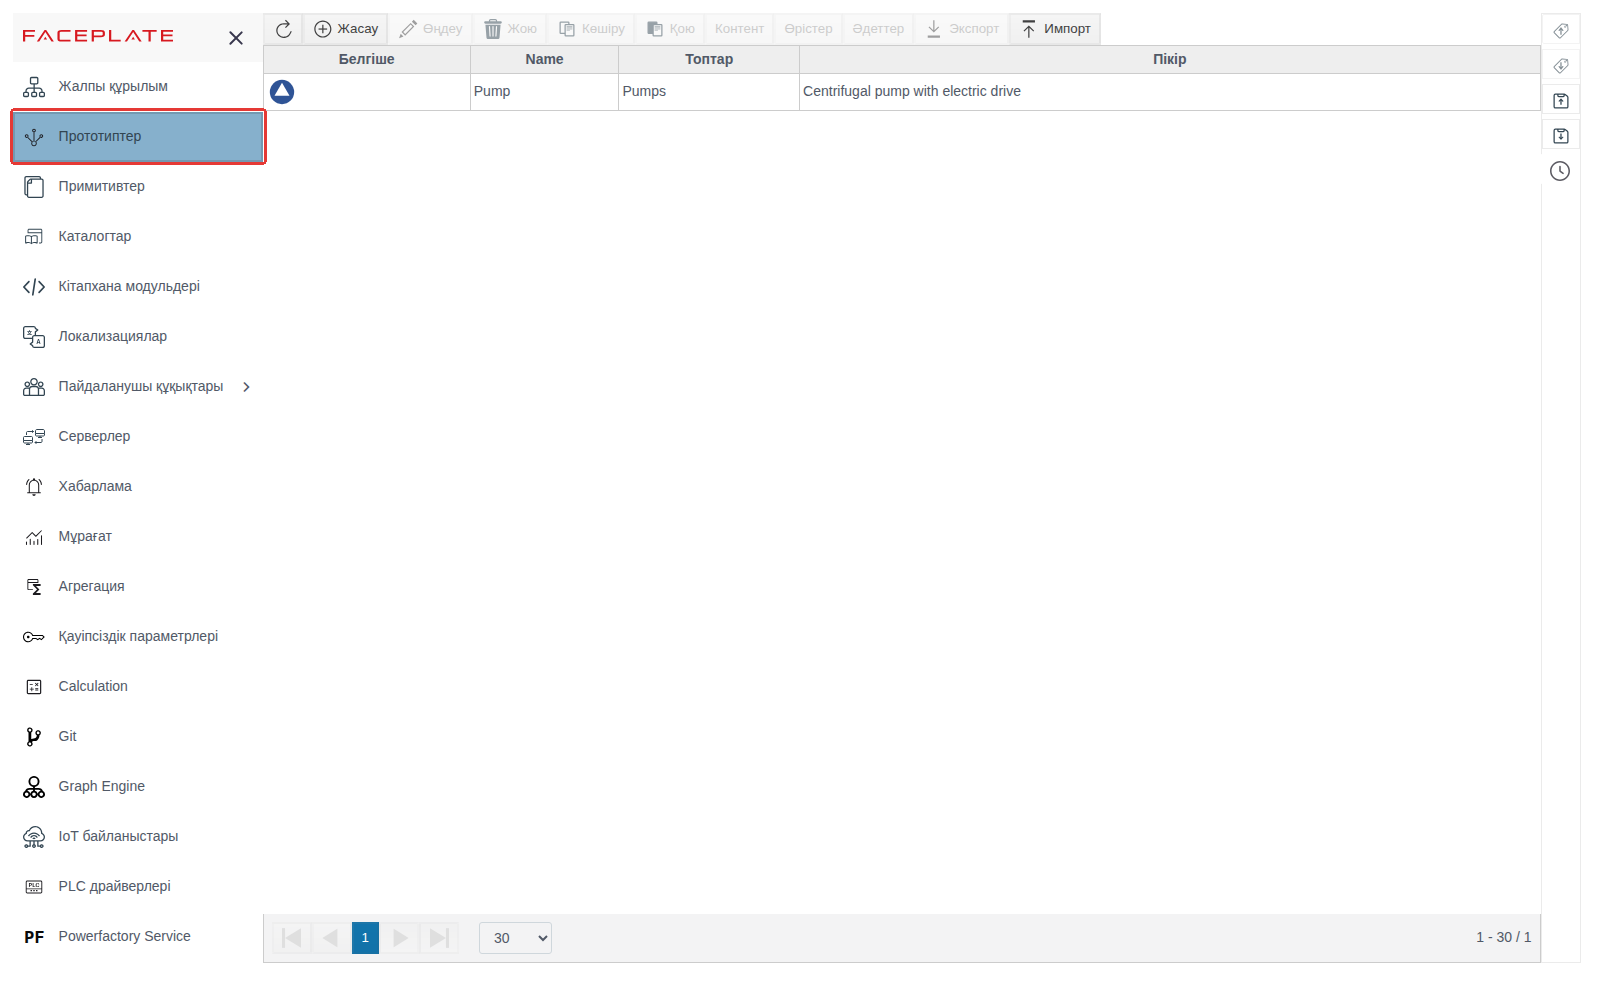 FACEPLATE
Жасау Өңдеу Жою Көшіру Қою Контент Өрістер Әдеттер Экспорт Импорт
Белгіше Name Топтар Пікір
Pump Pumps Centrifugal pump with electric drive
Жалпы құрылым
Прототиптер
Примитивтер
Каталогтар
Кітапхана модульдері
Локализациялар
Пайдаланушы құқықтары
Серверлер
Хабарлама
Мұрағат
Агрегация
Қауіпсіздік параметрлері
Calculation
Git
Graph Engine
IoT байланыстары
PLC PLC драйверлері
PF Powerfactory Service
1 30 1 - 30 / 1